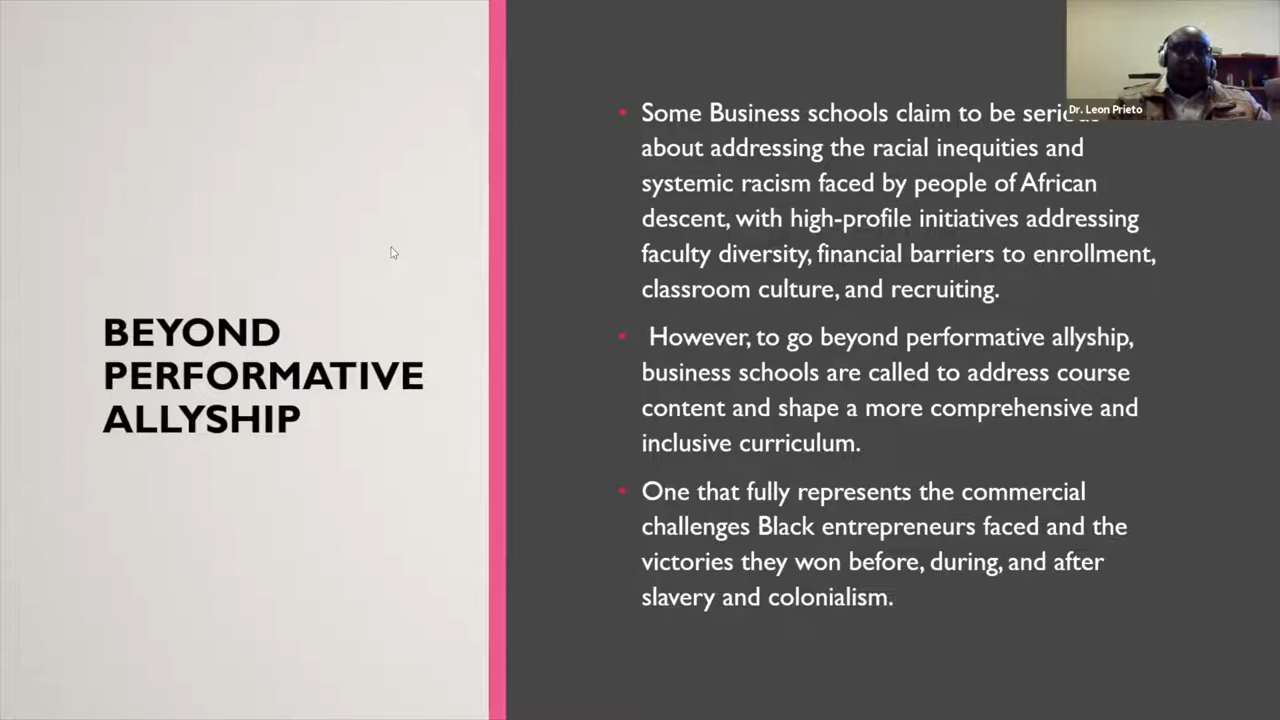 BEYOND
PERFORMATIVE
ALLYSHIP
Dr. Leon Prieto
Some Business schools claim to be serious
about addressing the racial inequities and
systemic racism faced by people of African
descent, with high-profile initiatives addressing
faculty diversity, financial barriers to enrollment,
classroom culture, and recruiting.
However, to go beyond performative allyship,
business schools are called to address course
content and shape a more comprehensive and
inclusive curriculum.
One that fully represents the commercial
challenges Black entrepreneurs faced and the
victories they won before, during, and after
slavery and colonialism.